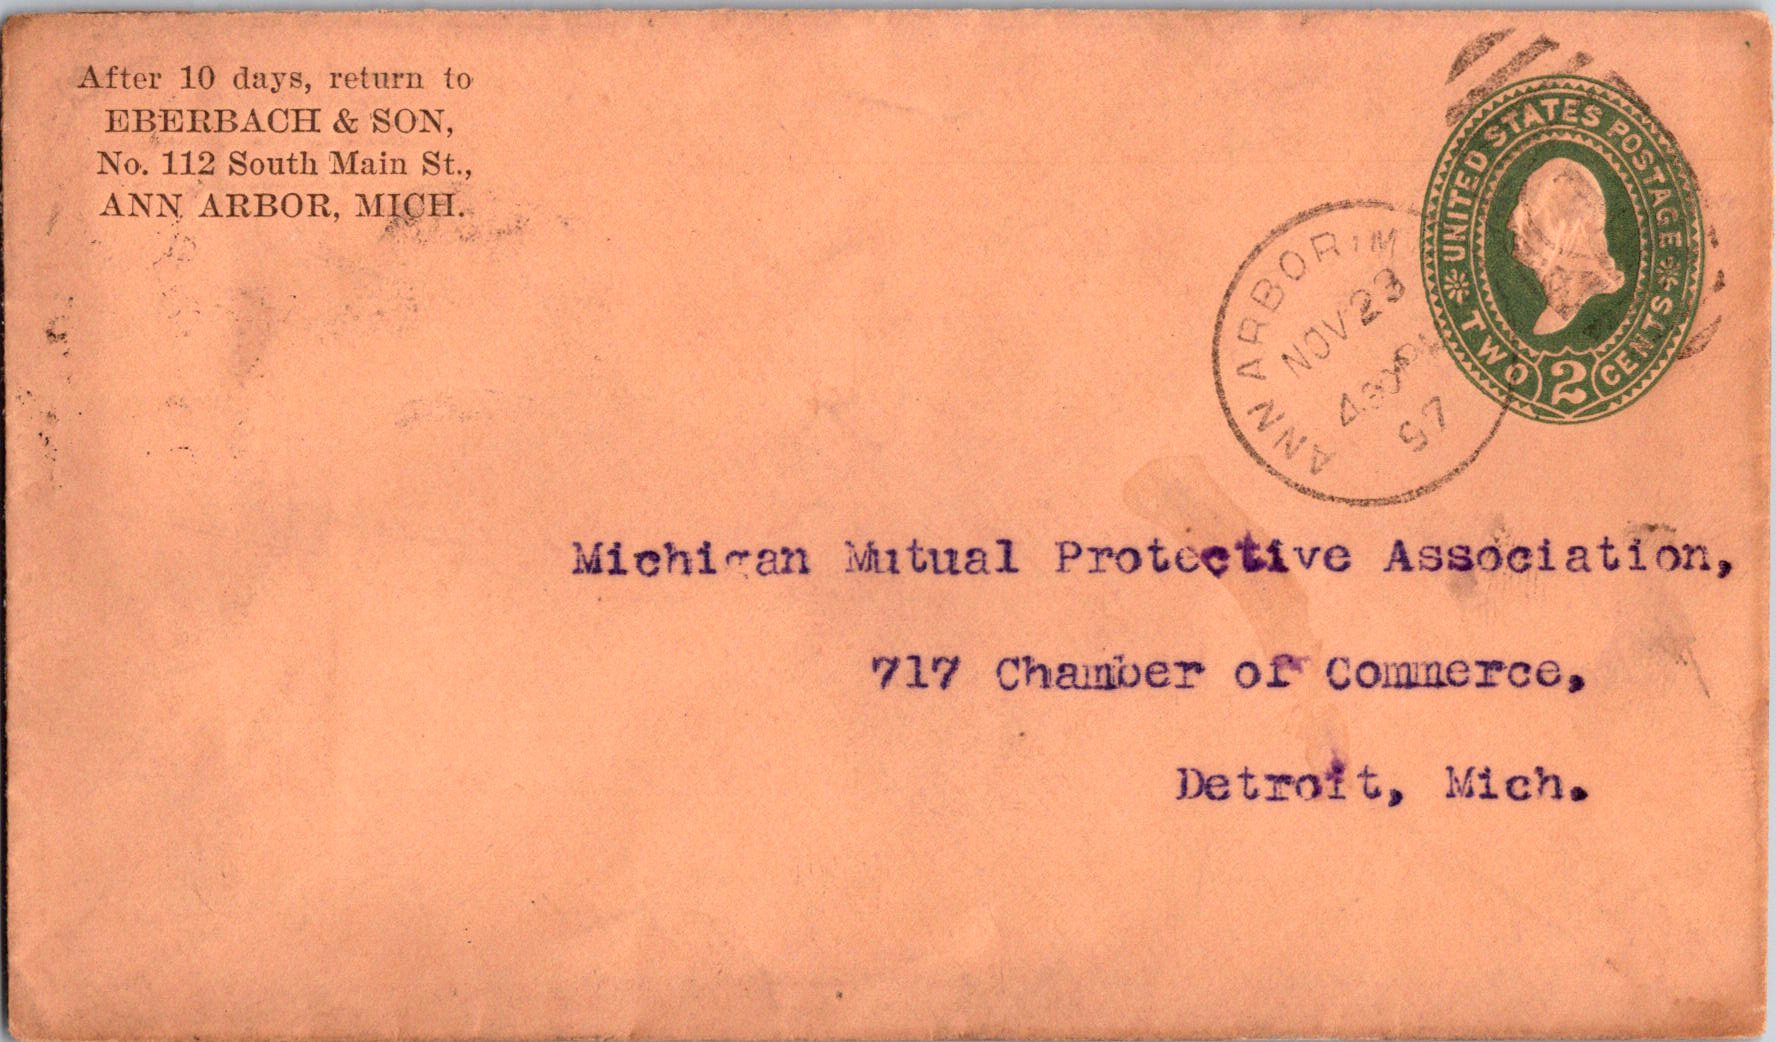 After 10 days, return to
EBERBACH & SON,
No. 112 South Main St.,
ANN ARBOR, MICH.
UNITED STATES POSTAGE
TWO 2 CENTS
ANN ARBOR M
NOV 23
430PM
97
Michigan Mutual Protective Association,
717 Chamber of Commerce,
Detroit, Mich.